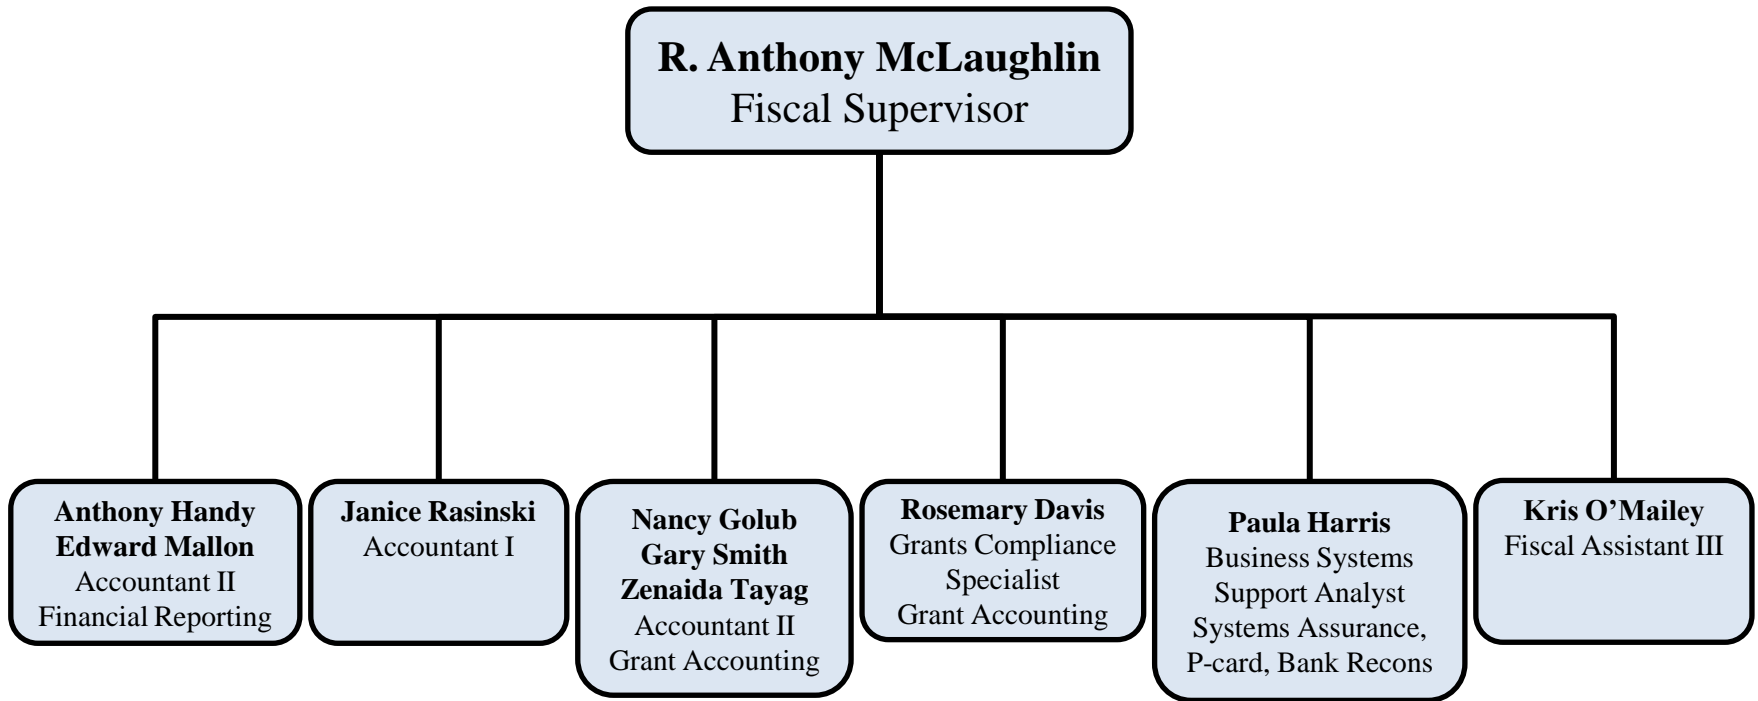 R. Anthony McLaughlin
Fiscal Supervisor
Anthony Handy
Edward Mallon
Accountant II
Financial Reporting
Janice Rasinski
Accountant I
Nancy Golub
Gary Smith
Zenaida Tayag
Accountant II
Grant Accounting
Rosemary Davis
Grants Compliance
Specialist
Grant Accounting
Paula Harris
Business Systems
Support Analyst
Systems Assurance,
P-card, Bank Recons
Kris O’Mailey
Fiscal Assistant III